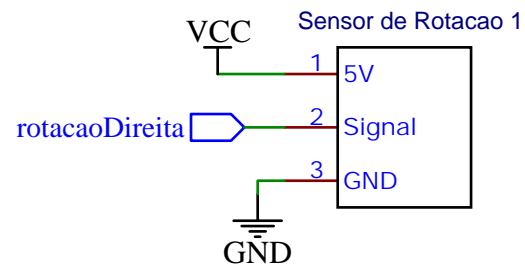 Sensor de Rotacao 1
VCC
1 5V
rotacaoDireita 2 Signal
3 GND
GND